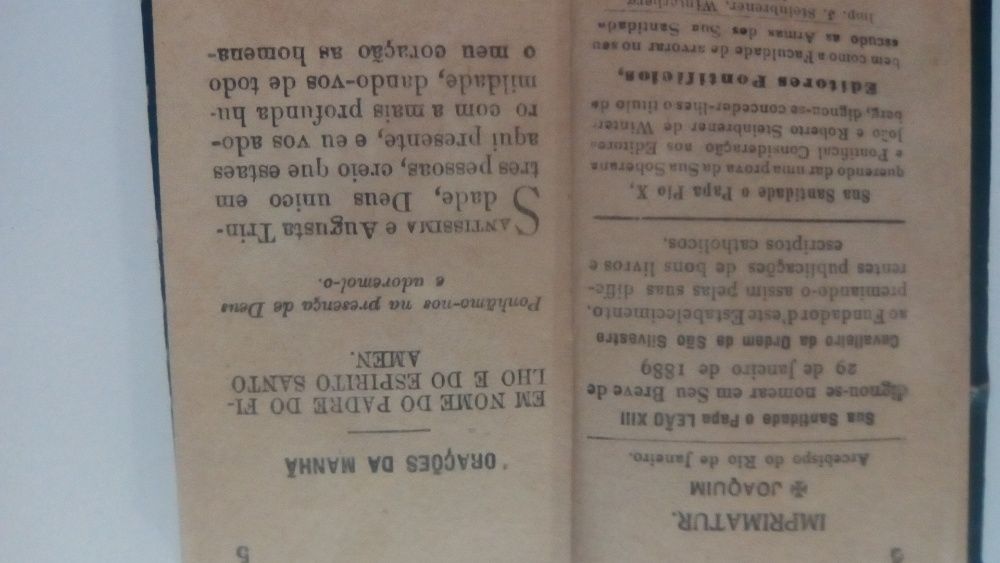 IMPRIMATUR.
✠ JOAQUIM
Arcebispo do Rio de Janeiro.
Sua Santidade o Papa LEÃO XIII
dignou-se nomear em Seu Breve de
29 de Janeiro de 1889
Cavalleiro da Ordem de São Silvestre
ao Fundador d'este Estabelecimento,
premiando-o assim pelas suas diffe-
rentes publicações de bons livros e
escriptos catholicos.
Sua Santidade o Papa Pio X,
querendo dar uma prova da Sua Soberana
e Pontifical Consideração aos Editores
João e Roberto Steinbrener de Winter-
berg, dignou-se conceder-lhes o titulo de
Editores Pontificios,
bem como a Faculdade de arvorar no seu
escudo as Armas des Sua Santidade
Imp. J. Steinbrener, Winterberg
5
ORAÇÕES DA MANHÃ
EM NOME DO PADRE DO FI-
LHO E DO ESPIRITO SANTO
AMEN.
Ponhâmo-nos na presença de Deus
e adoremol-o.
SANTISSIMA e Augusta Trin-
dade, Deus unico em
tres pessoas, creio que estaes
aqui presente, e eu vos ado-
ro com a mais profunda hu-
mildade, dando-vos de todo
o meu coração as homena-